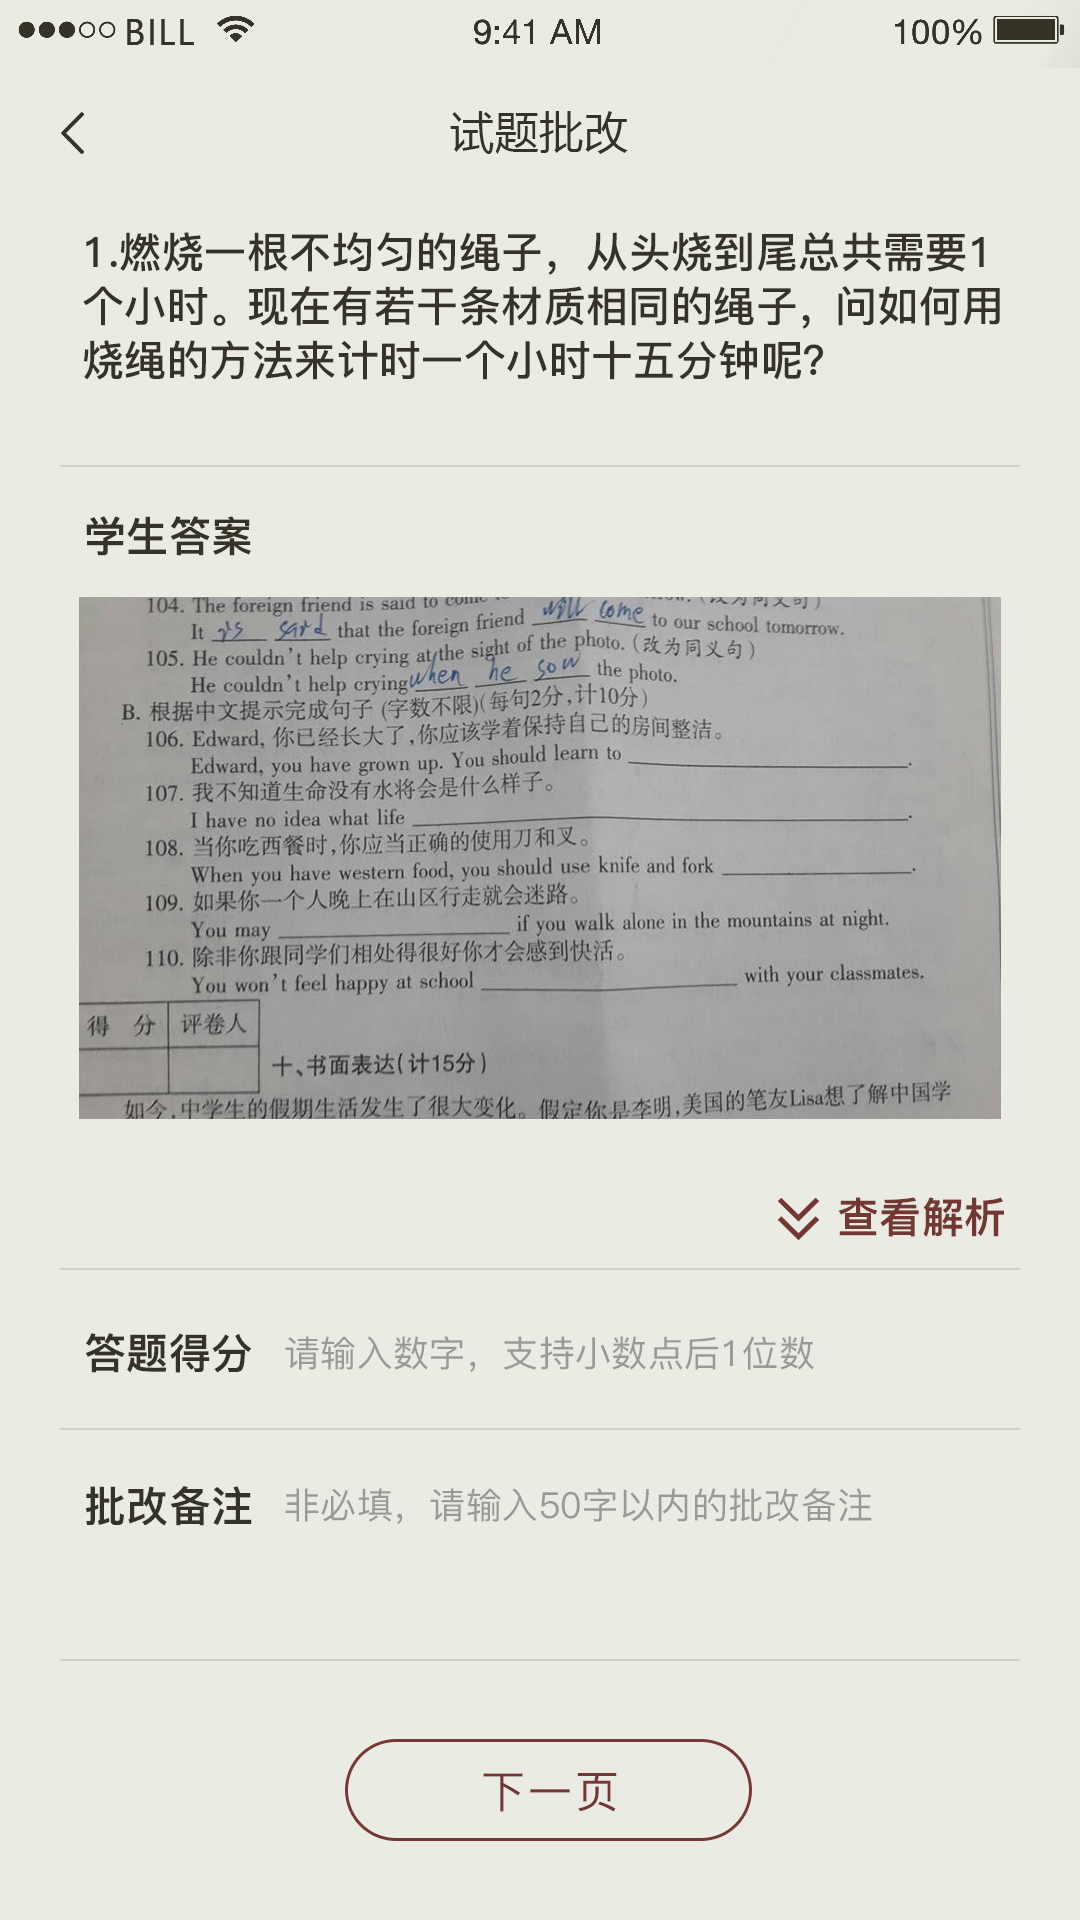 BILL 9:41 AM 100%
试题批改
1.燃烧一根不均匀的绳子，从头烧到尾总共需要1
个小时。现在有若干条材质相同的绳子，问如何用
烧绳的方法来计时一个小时十五分钟呢?
学生答案
104. The foreign friend is said to come
It is said that the foreign friend will come to our school tomorrow.
105. He couldn't help crying at the sight of the photo. (改为同义句)
He couldn't help crying when he sow the photo.
B. 根据中文提示完成句子 (字数不限)(每句2分,计10分)
106. Edward, 你已经长大了,你应该学着保持自己的房间整洁。
Edward, you have grown up. You should learn to ____.
107. 我不知道生命没有水将会是什么样子。
I have no idea what life ____.
108. 当你吃西餐时,你应当正确的使用刀和叉。
When you have western food, you should use knife and fork ____.
109. 如果你一个人晚上在山区行走就会迷路。
You may ____ if you walk alone in the mountains at night.
110. 除非你跟同学们相处得很好你才会感到快活。
You won't feel happy at school ____ with your classmates.
得 分 评卷人
十、书面表达(计15分)
如今,中学生的假期生活发生了很大变化。假定你是李明,美国的笔友Lisa想了解中国学
查看解析
答题得分 请输入数字，支持小数点后1位数
批改备注 非必填，请输入50字以内的批改备注
下一页